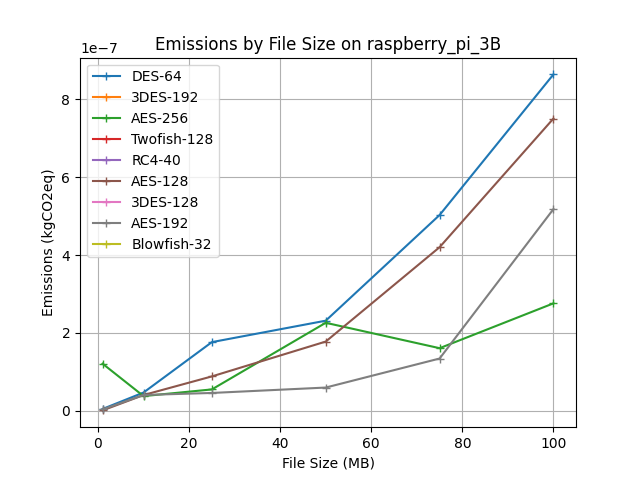 Emissions by File Size on raspberry_pi_3B
1e−7
DES-64
3DES-192
AES-256
Twofish-128
RC4-40
AES-128
3DES-128
AES-192
Blowfish-32
Emissions (kgCO2eq)
8
6
4
2
0
0 20 40 60 80 100
File Size (MB)